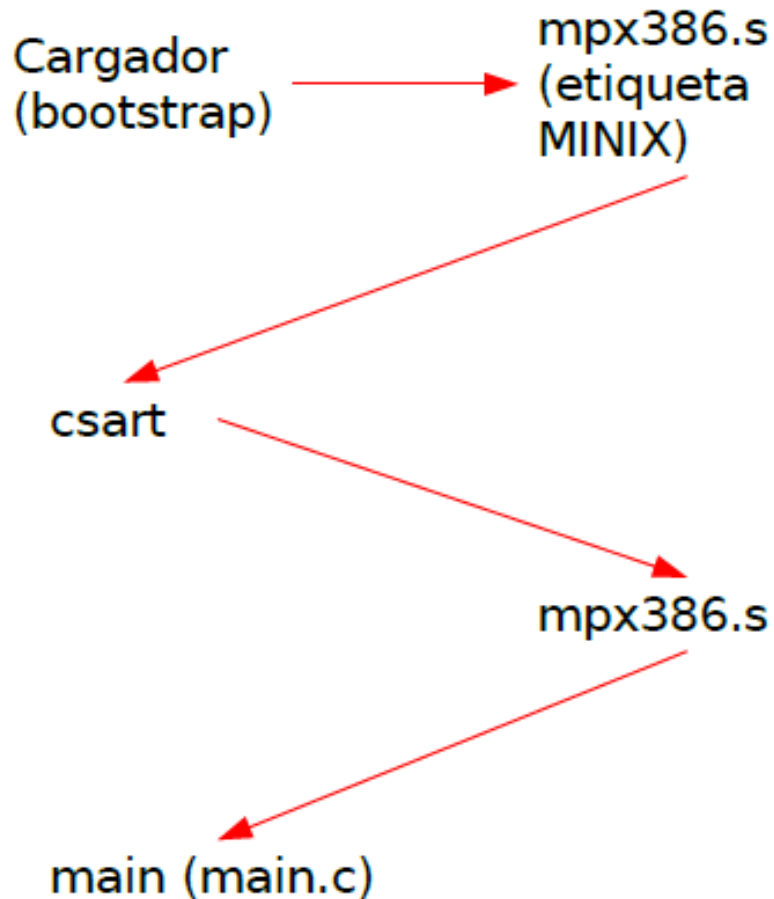 Cargador
(bootstrap)
mpx386.s
(etiqueta
MINIX)
csart
mpx386.s
main (main.c)